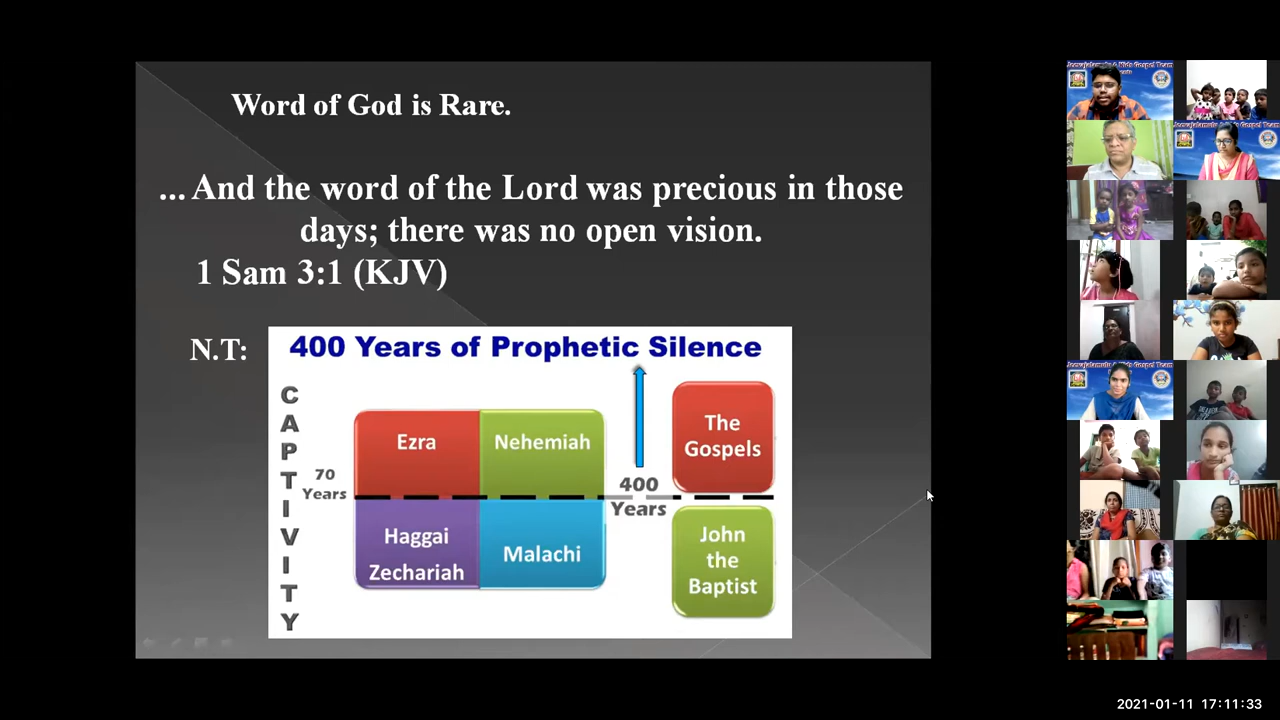 Word of God is Rare.
... And the word of the Lord was precious in those
days; there was no open vision.
1 Sam 3:1 (KJV)
N.T:
400 Years of Prophetic Silence
CAPTIVITY
70
Years
Ezra
Nehemiah
Haggai
Zechariah
Malachi
400
Years
The
Gospels
John
the
Baptist
2021-01-11 17:11:33